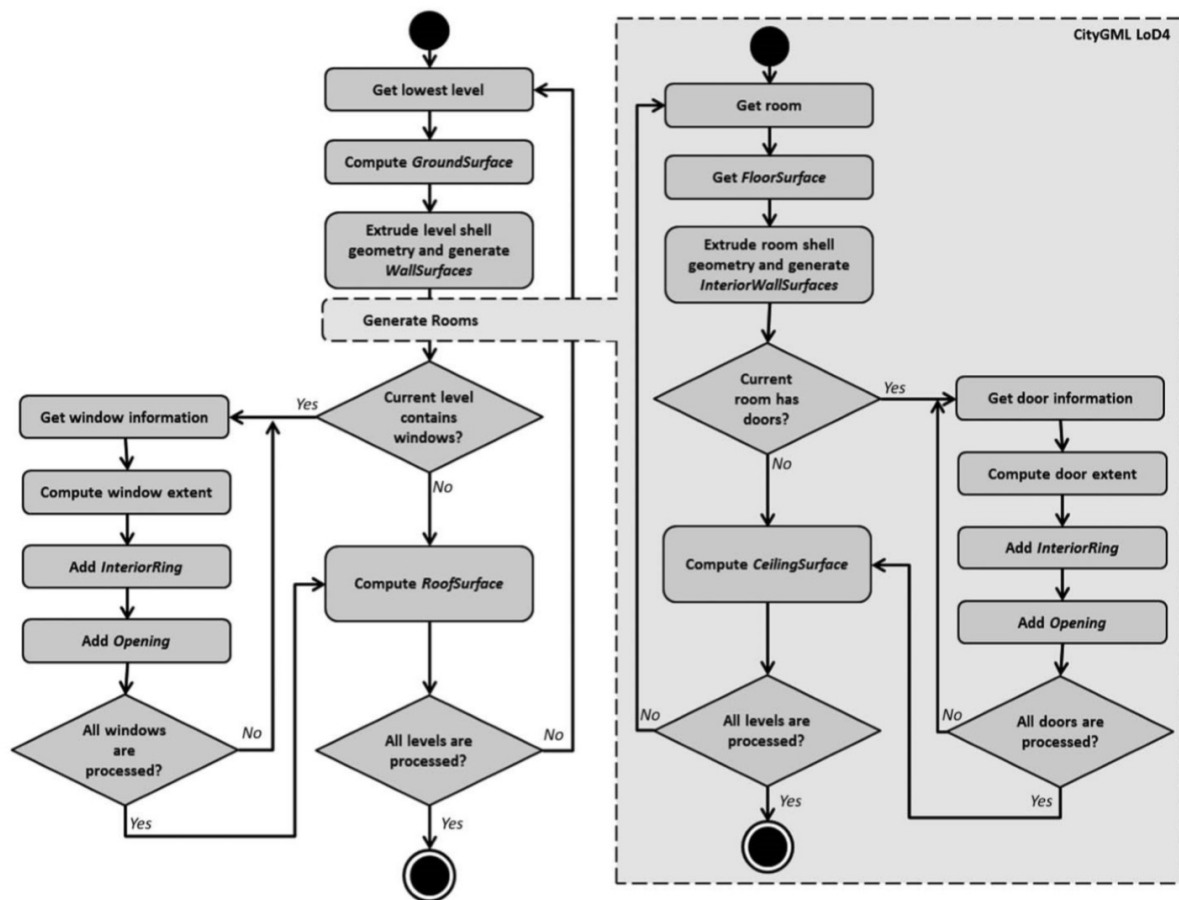 CityGML LoD4
Get lowest level
Compute GroundSurface
Extrude level shell
geometry and generate
WallSurfaces
Generate Rooms
Current level
contains
windows?
Yes
No
Get window information
Compute window extent
Add InteriorRing
Add Opening
All windows
are
processed?
No
Yes
Compute RoofSurface
All levels are
processed?
No
Yes
Get room
Get FloorSurface
Extrude room shell
geometry and generate
InteriorWallSurfaces
Current
room has
doors?
Yes
No
Get door information
Compute door extent
Add InteriorRing
Add Opening
All doors are
processed?
No
Yes
Compute CeilingSurface
All levels are
processed?
No
Yes